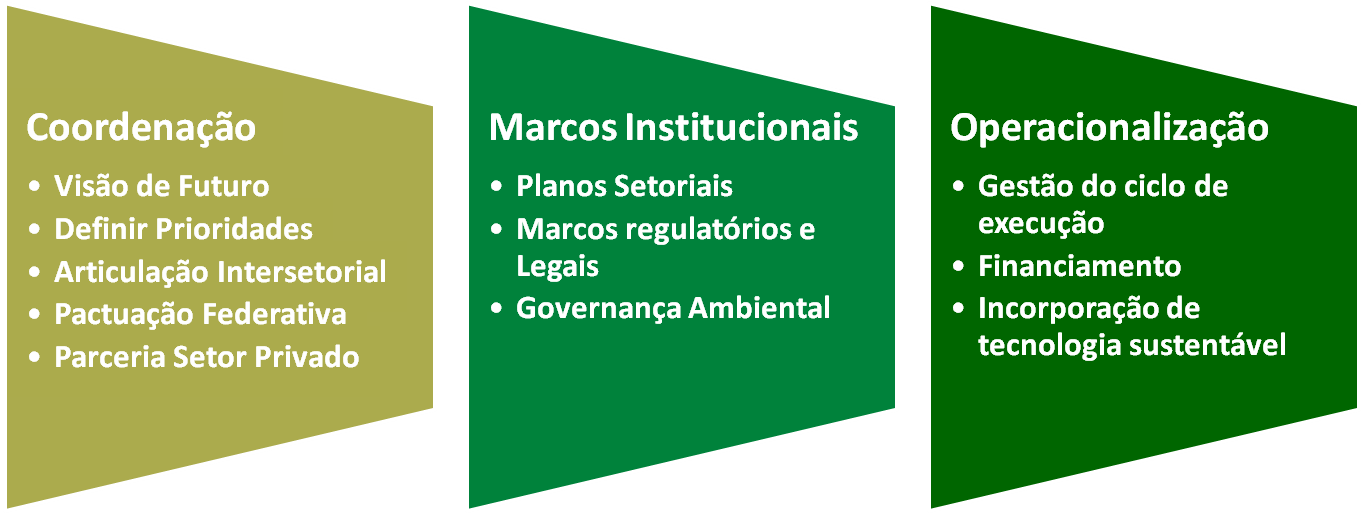 Coordenação
• Visão de Futuro
• Definir Prioridades
• Articulação Intersetorial
• Pactuação Federativa
• Parceria Setor Privado
Marcos Institucionais
• Planos Setoriais
• Marcos regulatórios e
Legais
• Governança Ambiental
Operacionalização
• Gestão do ciclo de
execução
• Financiamento
• Incorporação de
tecnologia sustentável